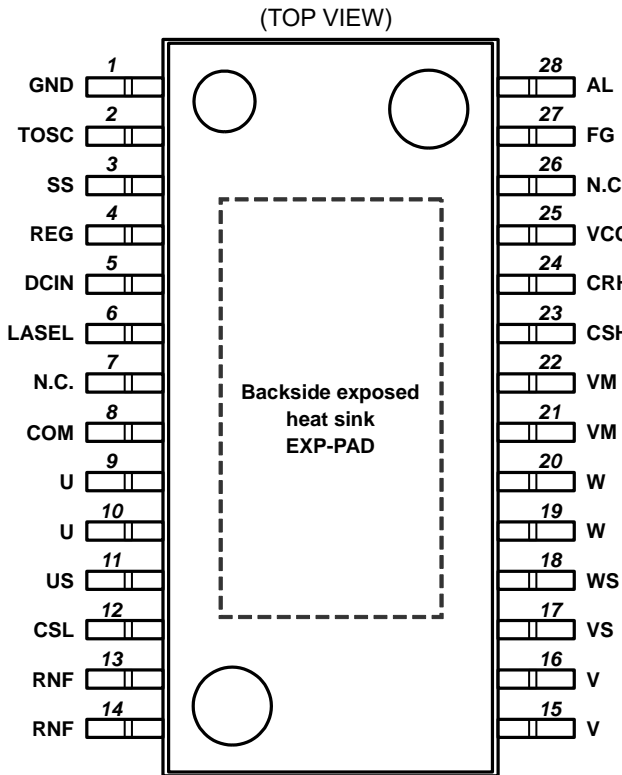 (TOP VIEW)
1
GND
2
TOSC
3
SS
4
REG
5
DCIN
6
LASEL
7
N.C.
8
COM
9
U
10
U
11
US
12
CSL
13
RNF
14
RNF
Backside exposed
heat sink
EXP-PAD
28
AL
27
FG
26
N.C
25
VCC
24
CRH
23
CSH
22
VM
21
VM
20
W
19
W
18
WS
17
VS
16
V
15
V